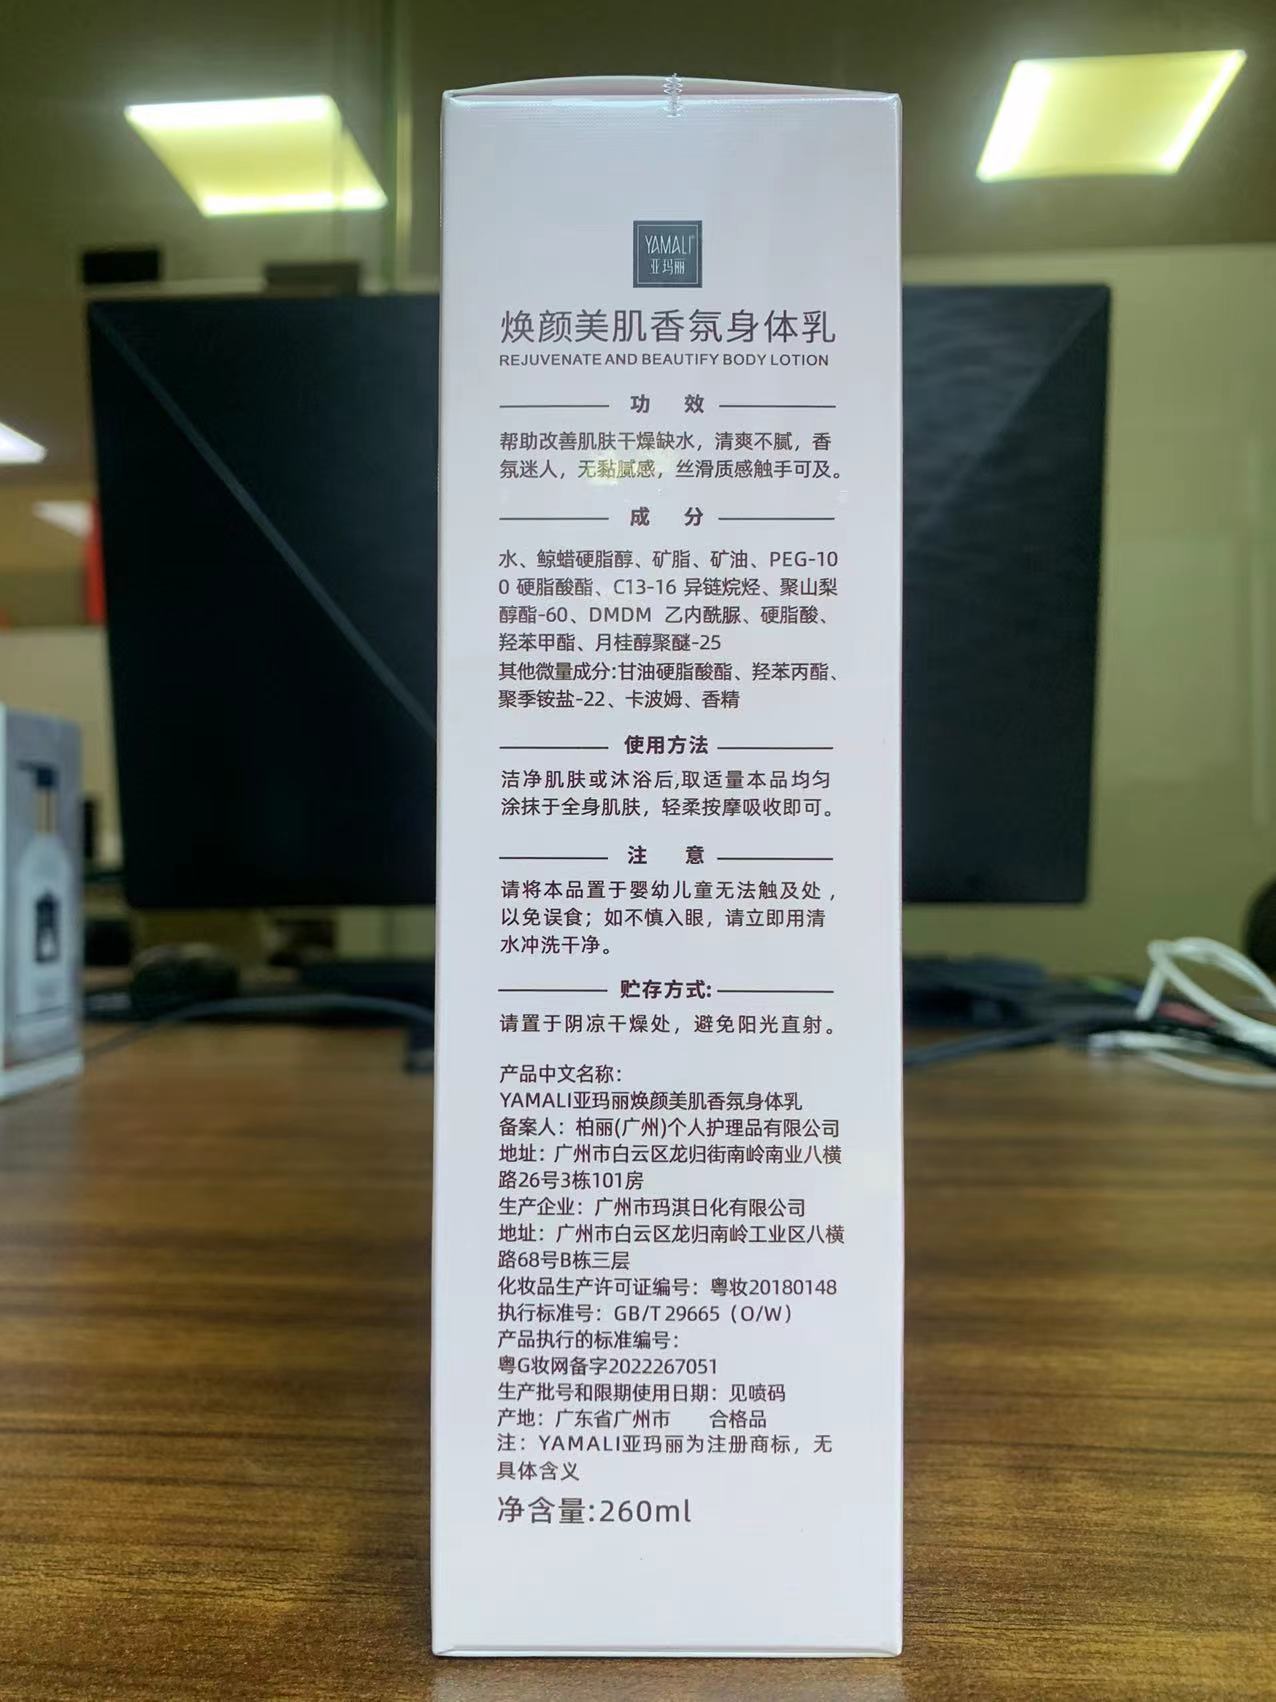 YAMALI®
亚玛丽
焕颜美肌香氛身体乳
REJUVENATE AND BEAUTIFY BODY LOTION
功 效
帮助改善肌肤干燥缺水，清爽不腻，香
氛迷人，无黏腻感，丝滑质感触手可及。
成 分
水、鲸蜡硬脂醇、矿脂、矿油、PEG-10
0 硬脂酸酯、C13-16 异链烷烃、聚山梨
醇酯-60、DMDM 乙内酰脲、硬脂酸、
羟苯甲酯、月桂醇聚醚-25
其他微量成分:甘油硬脂酸酯、羟苯丙酯、
聚季铵盐-22、卡波姆、香精
使用方法
洁净肌肤或沐浴后,取适量本品均匀
涂抹于全身肌肤，轻柔按摩吸收即可。
注 意
请将本品置于婴幼儿童无法触及处，
以免误食；如不慎入眼，请立即用清
水冲洗干净。
贮存方式:
请置于阴凉干燥处，避免阳光直射。
产品中文名称：
YAMALI亚玛丽焕颜美肌香氛身体乳
备案人：柏丽(广州)个人护理品有限公司
地址：广州市白云区龙归街南岭南业八横
路26号3栋101房
生产企业：广州市玛淇日化有限公司
地址：广州市白云区龙归南岭工业区八横
路68号B栋三层
化妆品生产许可证编号：粤妆20180148
执行标准号：GB/T 29665（O/W）
产品执行的标准编号：
粤G妆网备字2022267051
生产批号和限期使用日期：见喷码
产地：广东省广州市 合格品
注：YAMALI亚玛丽为注册商标，无
具体含义
净含量:260ml